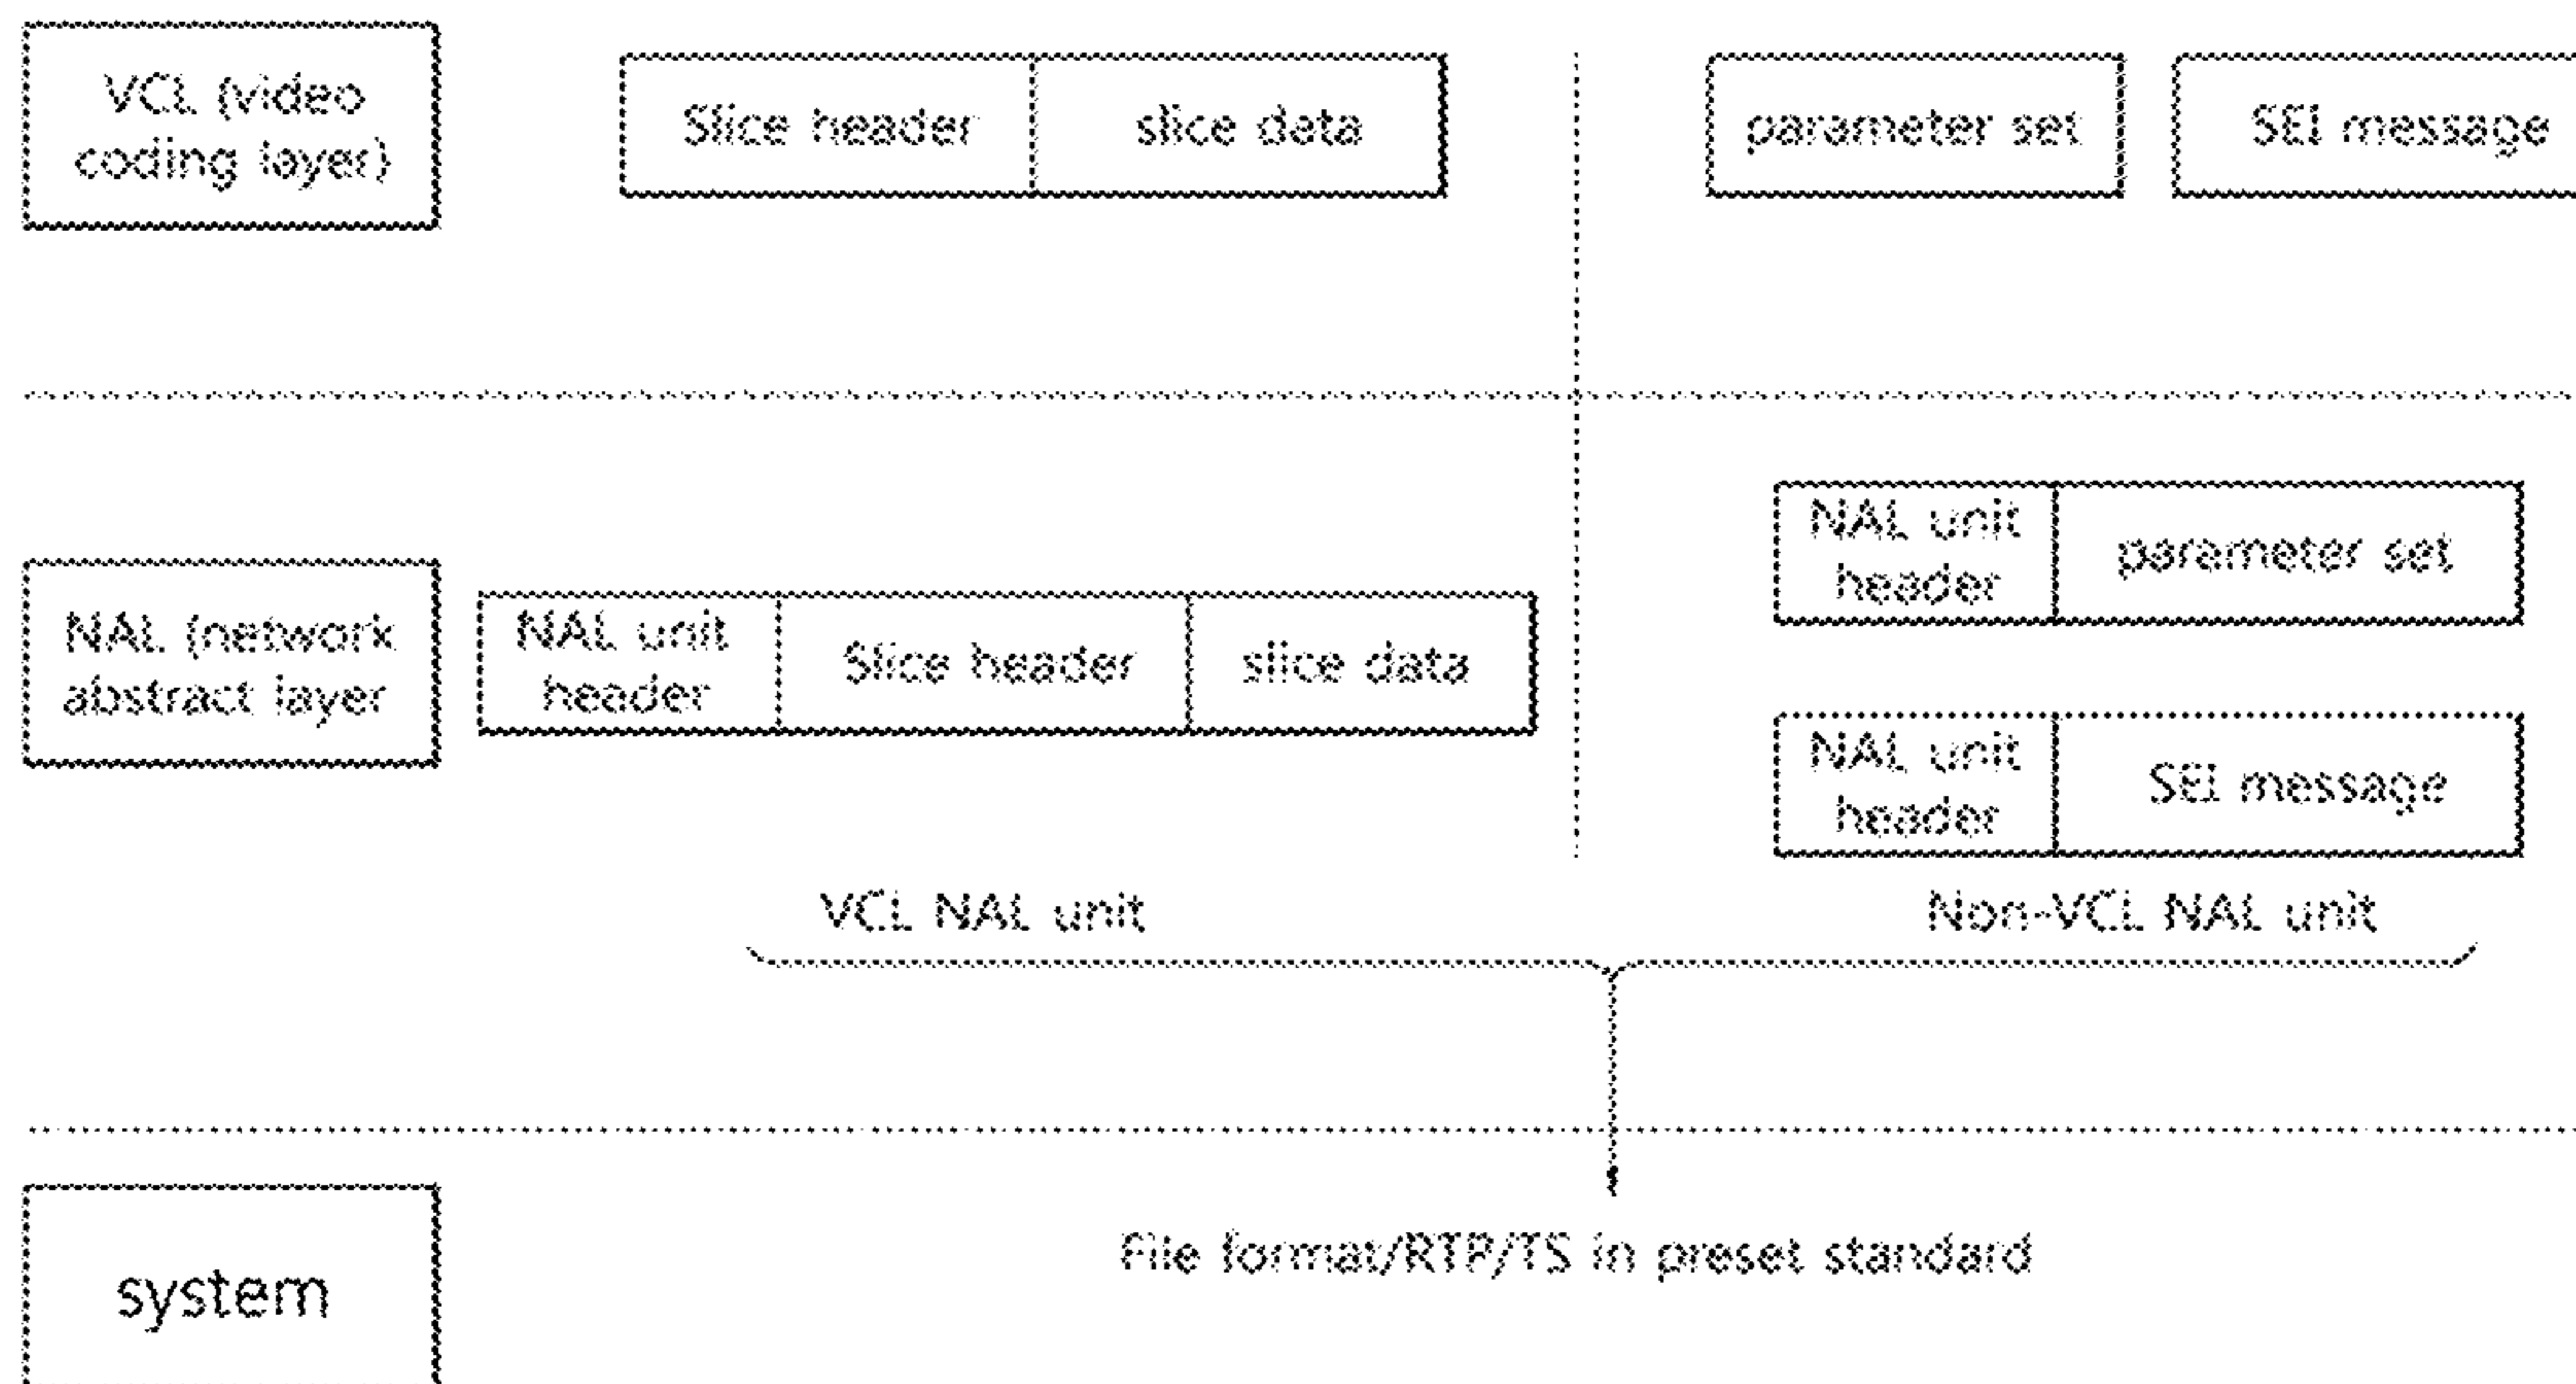 VCL (video
coding layer)
Slice header
slice data
parameter set
SEI message
NAL (network
abstract layer
NAL unit
header
Slice header
slice data
NAL unit
header
parameter set
NAL unit
header
SEI message
VCL NAL unit
Non-VCL NAL unit
system
File format/RTP/TS in preset standard